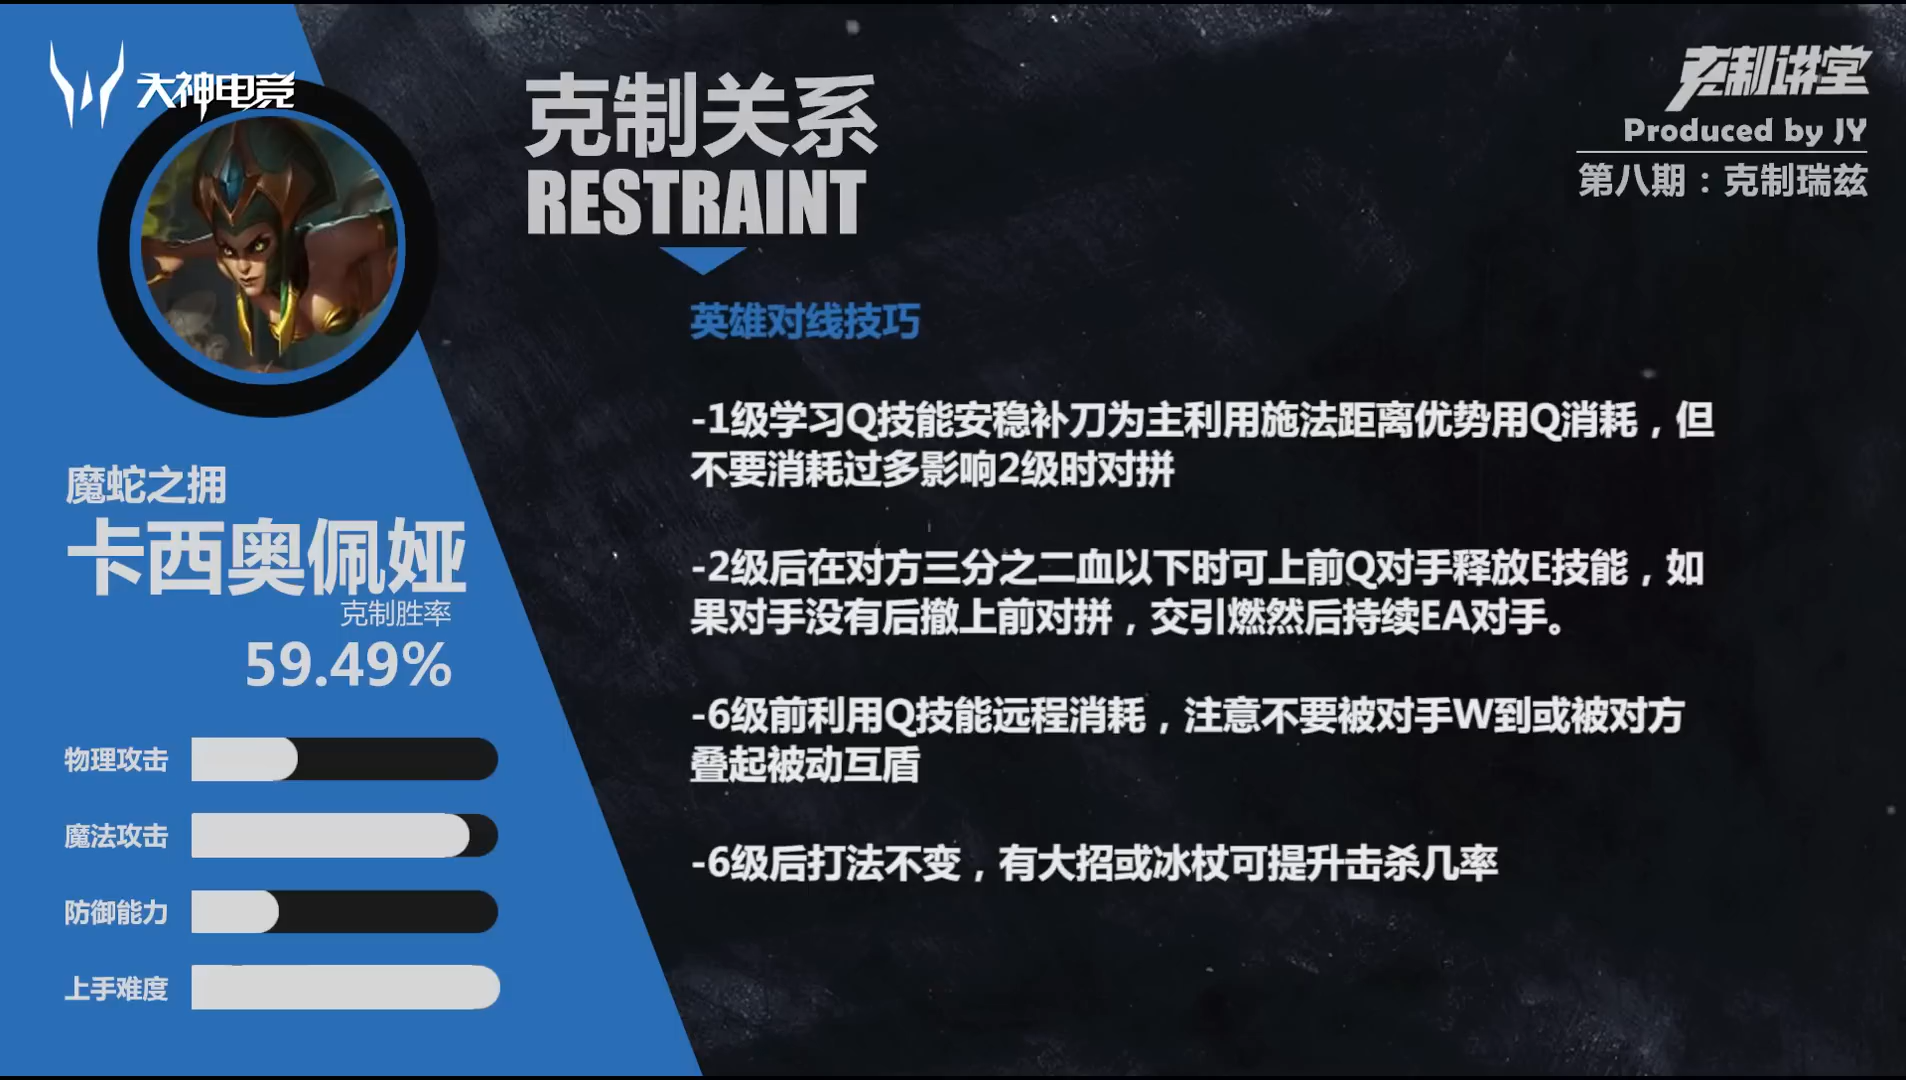 大神电竞
克制关系
RESTRAINT
克制讲堂
Produced by JY
第八期：克制瑞兹
英雄对线技巧
-1级学习Q技能安稳补刀为主利用施法距离优势用Q消耗，但
不要消耗过多影响2级时对拼
-2级后在对方三分之二血以下时可上前Q对手释放E技能，如
果对手没有后撤上前对拼，交引燃然后持续EA对手。
-6级前利用Q技能远程消耗，注意不要被对手W到或被对方
叠起被动互盾
-6级后打法不变，有大招或冰杖可提升击杀几率
魔蛇之拥
卡西奥佩娅
克制胜率
59.49%
物理攻击
魔法攻击
防御能力
上手难度